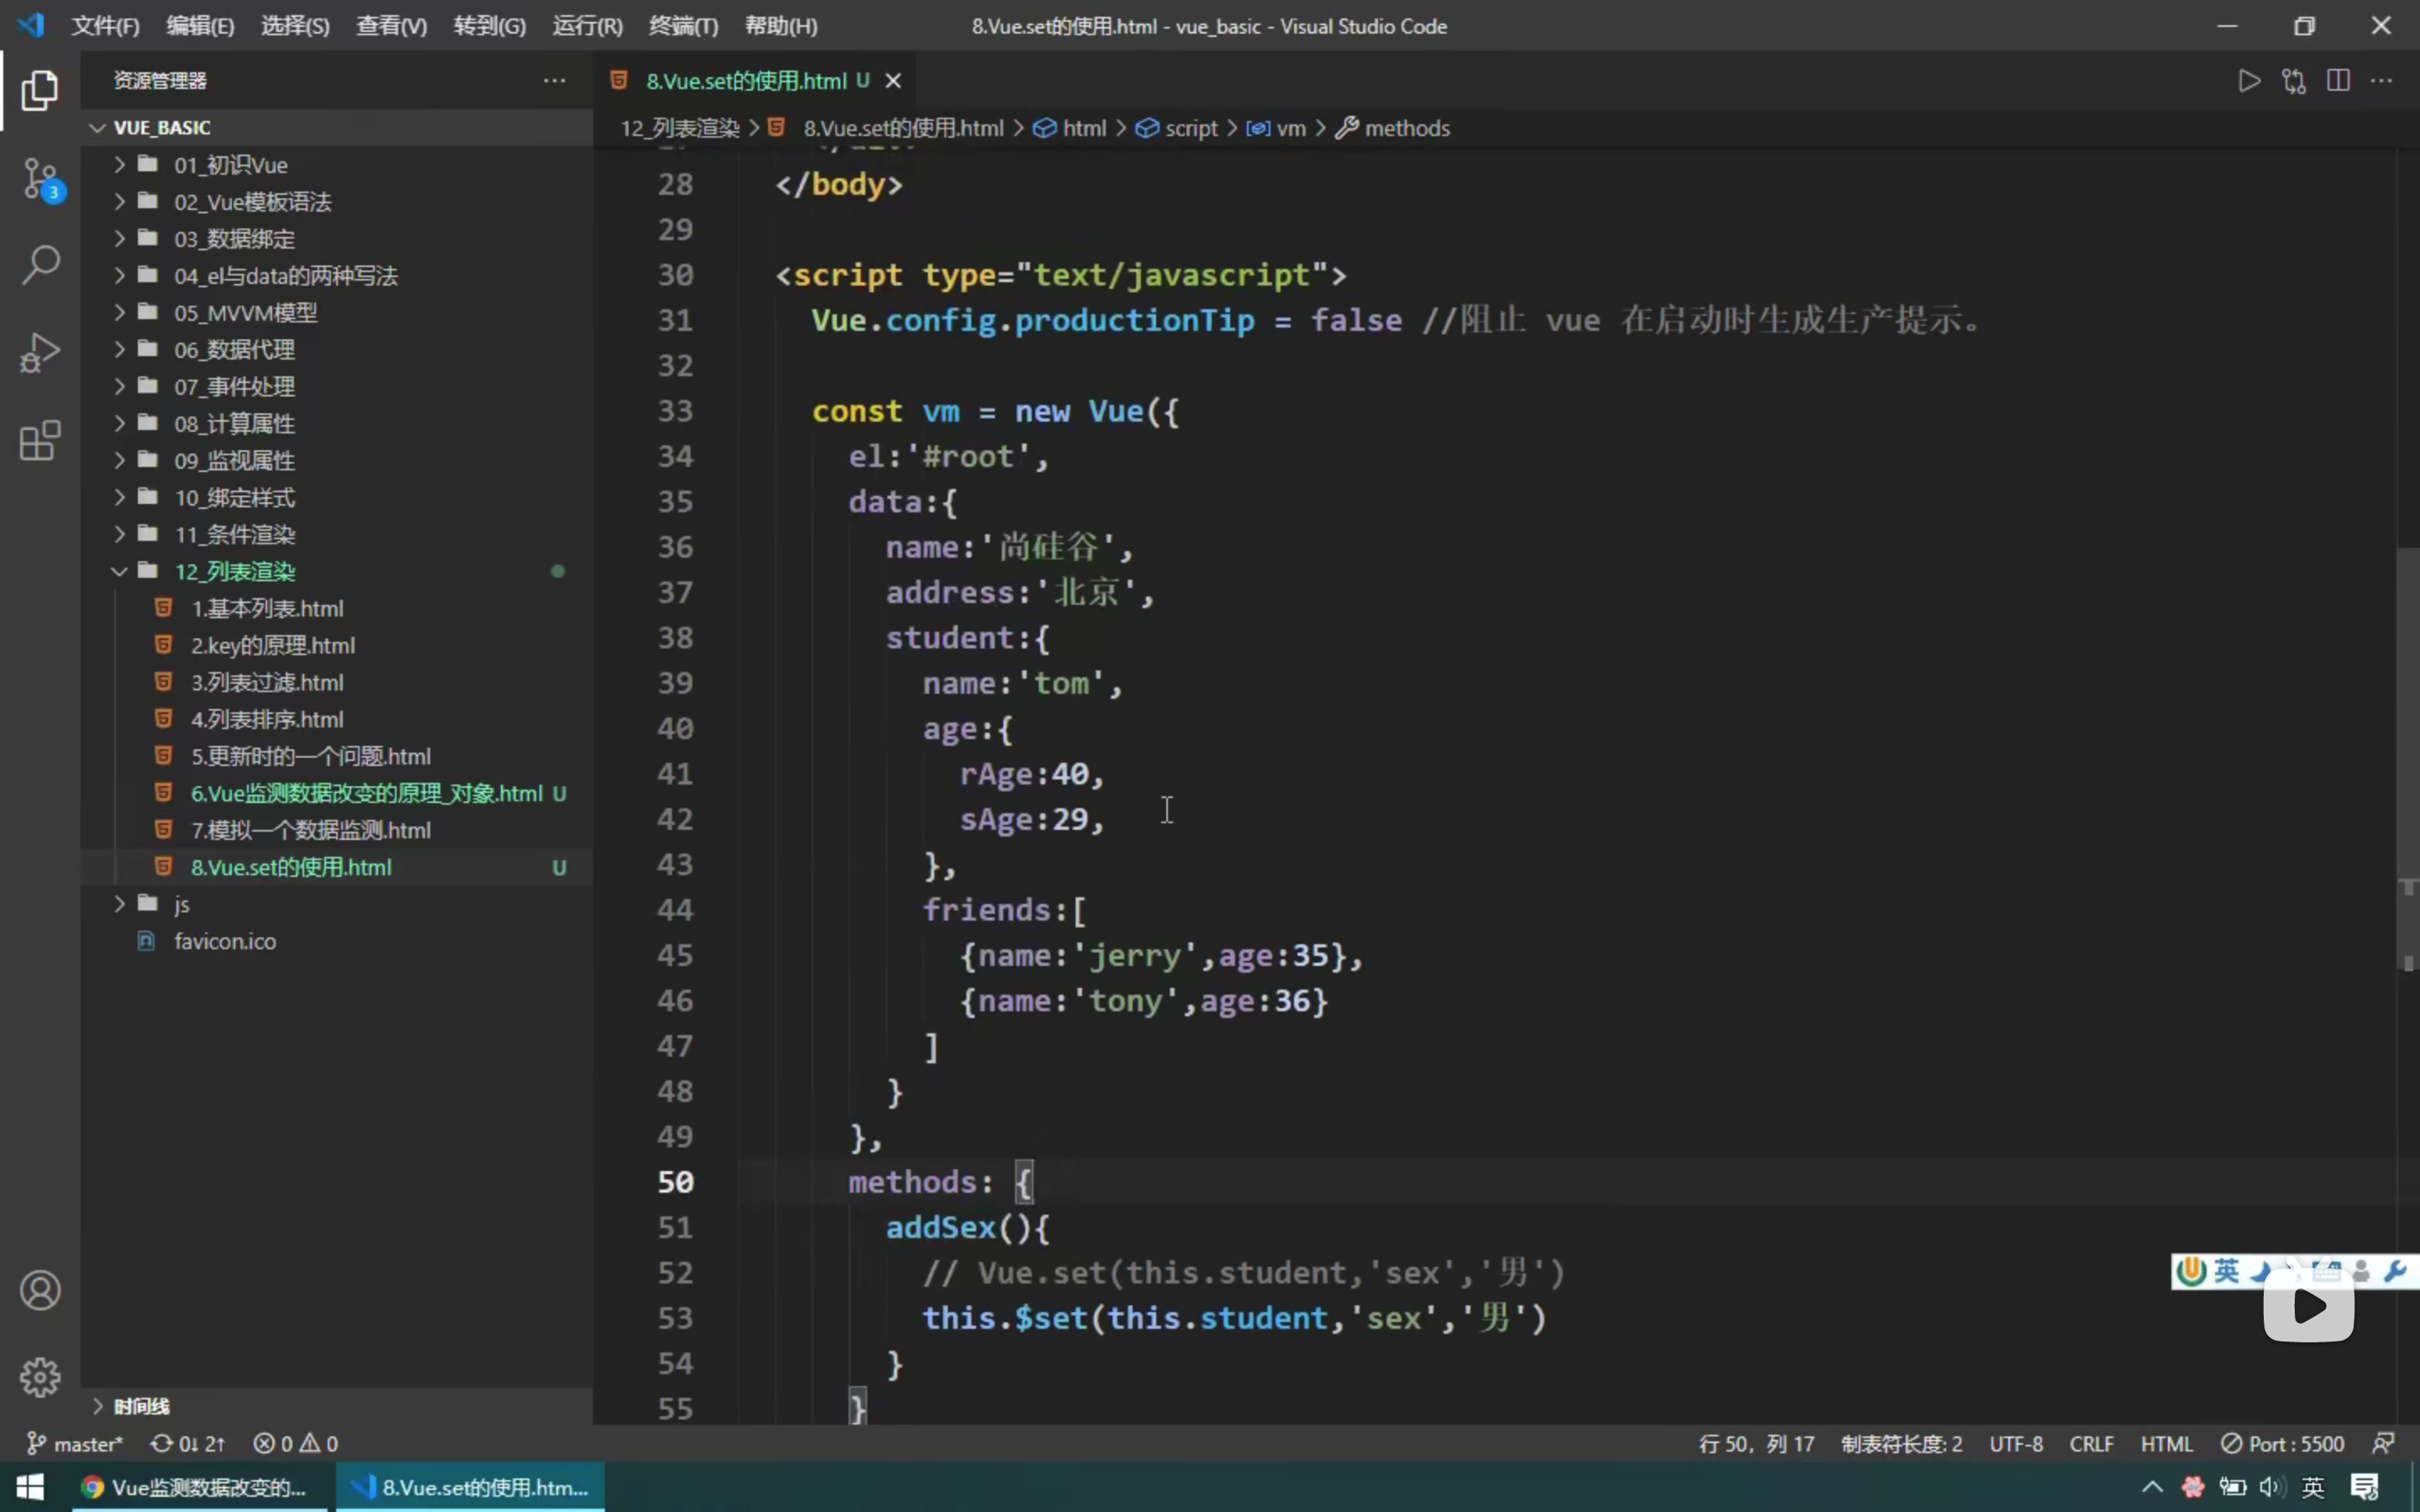 文件(F) 编辑(E) 选择(S) 查看(V) 转到(G) 运行(R) 终端(T) 帮助(H) 8.Vue.set的使用.html - vue_basic - Visual Studio Code
资源管理器
8.Vue.set的使用.html U
VUE_BASIC
12_列表渲染 > 8.Vue.set的使用.html > html > script > vm > methods
3
01_初识Vue
02_Vue模板语法
03_数据绑定
04_el与data的两种写法
05_MVVM模型
06_数据代理
07_事件处理
08_计算属性
09_监视属性
10_绑定样式
11_条件渲染
12_列表渲染
1.基本列表.html
2.key的原理.html
3.列表过滤.html
4.列表排序.html
5.更新时的一个问题.html
6.Vue监测数据改变的原理_对象.html U
7.模拟一个数据监测.html
8.Vue.set的使用.html U
js
favicon.ico
时间线
28 </body>
29
30 <script type="text/javascript">
31 Vue.config.productionTip = false //阻止 vue 在启动时生成生产提示。
32
33 const vm = new Vue({
34 el:'#root',
35 data:{
36 name:'尚硅谷',
37 address:'北京',
38 student:{
39 name:'tom',
40 age:{
41 rAge:40,
42 sAge:29,
43 },
44 friends:[
45 {name:'jerry',age:35},
46 {name:'tony',age:36}
47 ]
48 }
49 },
50 methods: {
51 addSex(){
52 // Vue.set(this.student,'sex','男')
53 this.$set(this.student,'sex','男')
54 }
55 }
英
master* 0↓ 2↑ 0 0 行 50，列 17 制表符长度: 2 UTF-8 CRLF HTML Port : 5500
Vue监测数据改变的... 8.Vue.set的使用.htm... 英